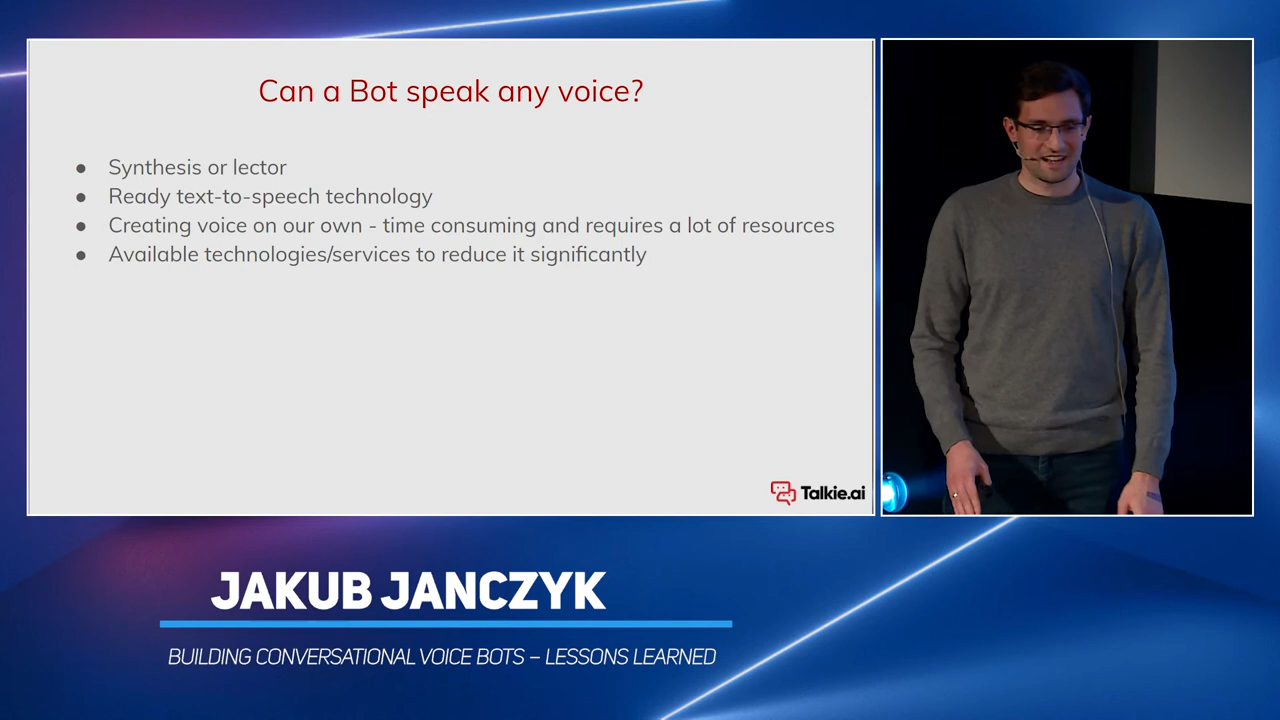 Can a Bot speak any voice?
● Synthesis or lector
● Ready text-to-speech technology
● Creating voice on our own - time consuming and requires a lot of resources
● Available technologies/services to reduce it significantly
Talkie.ai
JAKUB JANCZYK
BUILDING CONVERSATIONAL VOICE BOTS – LESSONS LEARNED